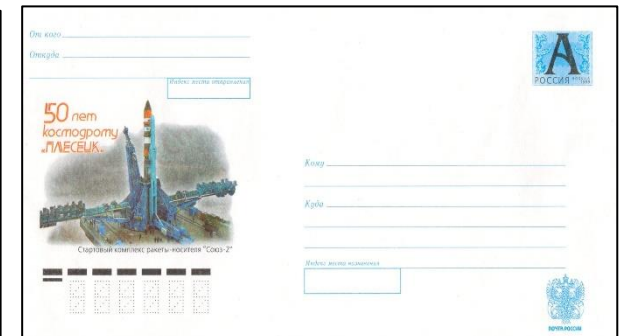 От кого
Откуда
Индекс места отправления
50 лет
космодрому
„ПЛЕСЕЦК„
Стартовый комплекс ракеты-носителя "Союз-2"
А
РОССИЯ
Кому
Куда
Индекс места назначения
ПОЧТА РОССИИ